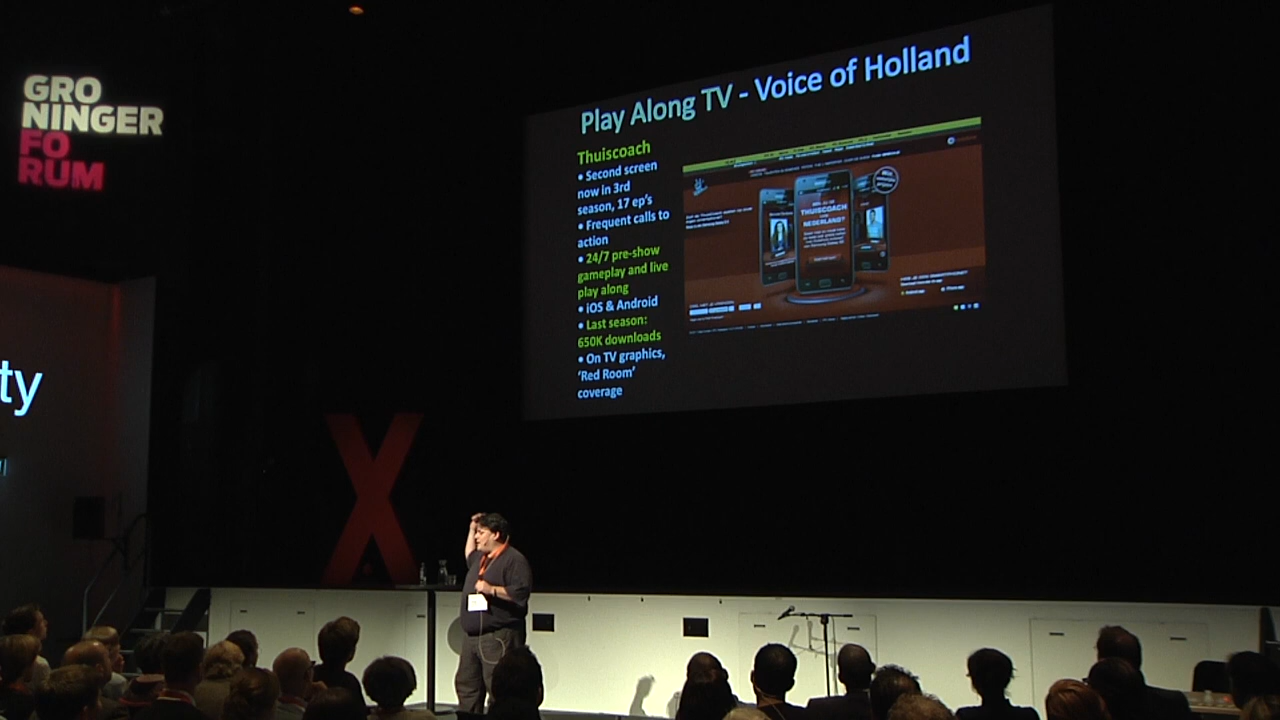 GRO
NINGER
FO
RUM
ty
X
Play Along TV - Voice of Holland
Thuiscoach
• Second screen
now in 3rd
season, 17 ep's
• Frequent calls to
action
• 24/7 pre-show
gameplay and live
play along
• iOS & Android
• Last season:
650K downloads
• On TV graphics,
'Red Room'
coverage
THUISCOACH
NEDERLAND?